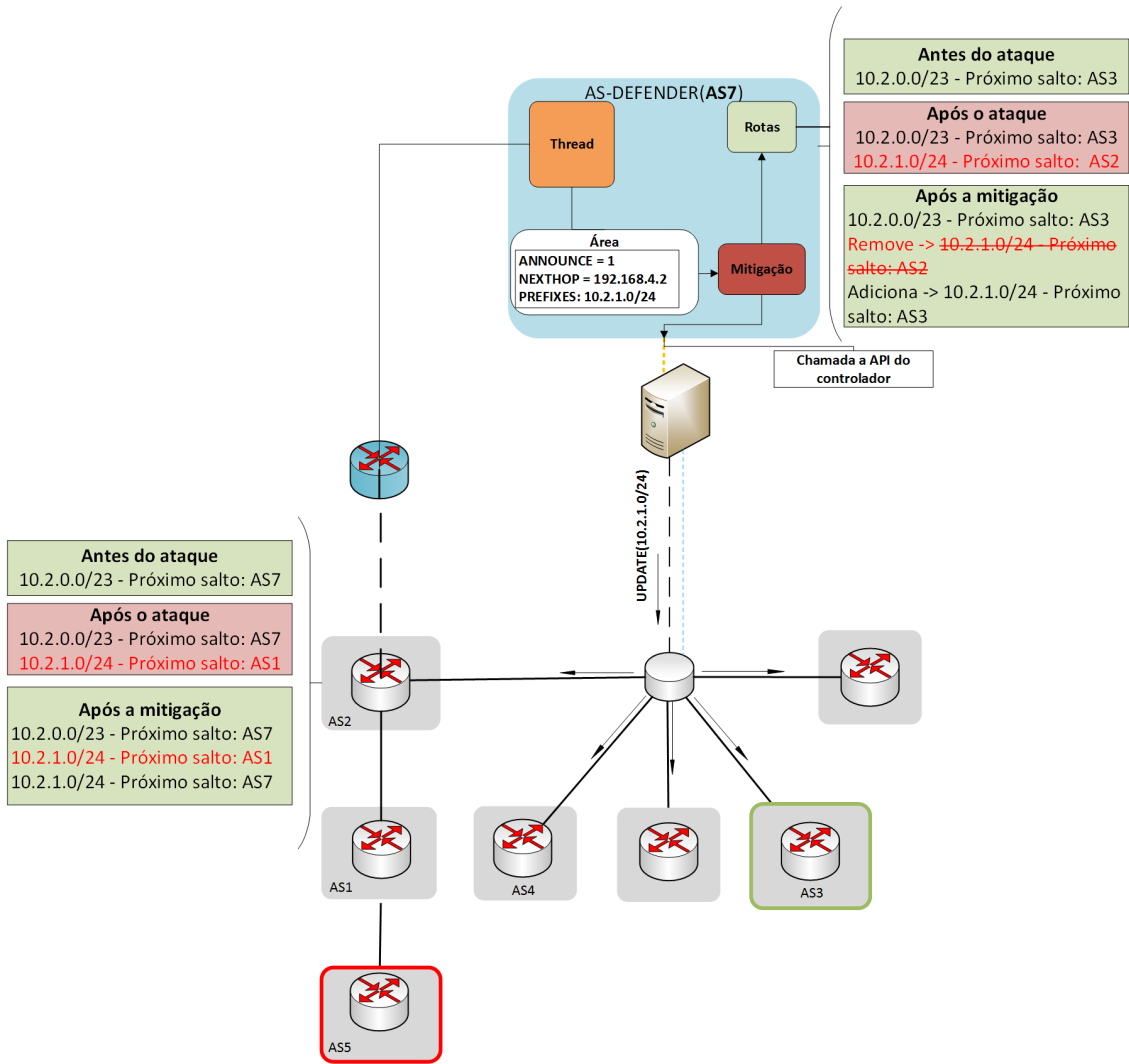 AS-DEFENDER(AS7)
Thread
Rotas
Área
ANNOUNCE = 1
NEXTHOP = 192.168.4.2
PREFIXES: 10.2.1.0/24
Mitigação
Antes do ataque
10.2.0.0/23 - Próximo salto: AS3
Após o ataque
10.2.0.0/23 - Próximo salto: AS3
10.2.1.0/24 - Próximo salto: AS2
Após a mitigação
10.2.0.0/23 - Próximo salto: AS3
Remove -> 10.2.1.0/24 - Próximo
salto: AS2
Adiciona -> 10.2.1.0/24 - Próximo
salto: AS3
Chamada a API do
controlador
UPDATE(10.2.1.0/24)
Antes do ataque
10.2.0.0/23 - Próximo salto: AS7
Após o ataque
10.2.0.0/23 - Próximo salto: AS7
10.2.1.0/24 - Próximo salto: AS1
Após a mitigação
10.2.0.0/23 - Próximo salto: AS7
10.2.1.0/24 - Próximo salto: AS1
10.2.1.0/24 - Próximo salto: AS7
AS2
AS1
AS4
AS3
AS5